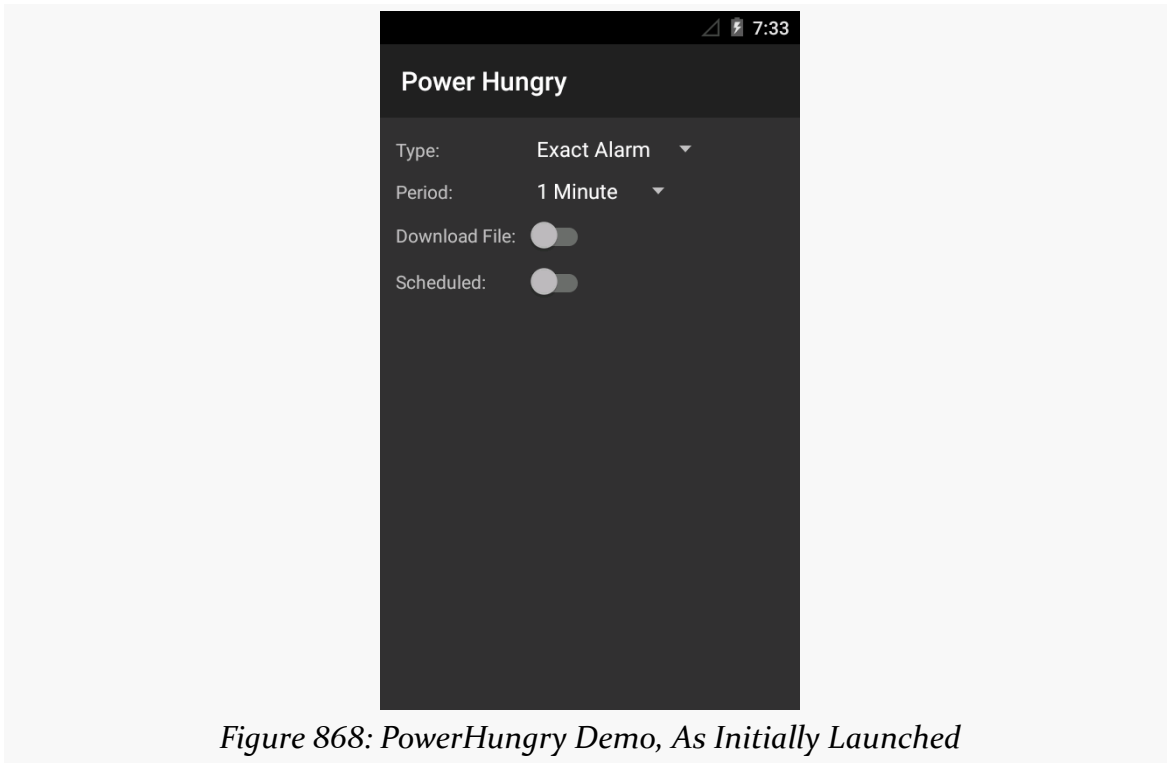 7:33
Power Hungry
Type: Exact Alarm
Period: 1 Minute
Download File:
Scheduled:
Figure 868: PowerHungry Demo, As Initially Launched